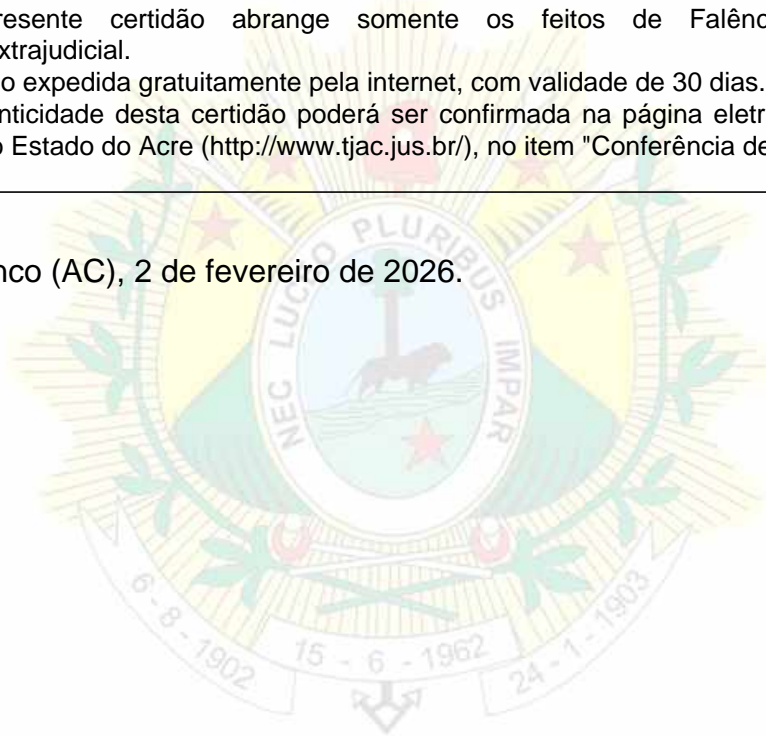 resente certidão abrange somente os feitos de Falênc
xtrajudicial.
o expedida gratuitamente pela internet, com validade de 30 dias.
nticidade desta certidão poderá ser confirmada na página eletr
o Estado do Acre (http://www.tjac.jus.br/), no item "Conferência de
nco (AC), 2 de fevereiro de 2026.
NEC LUCEO PLURIBUS IMPAR
6 - 8 - 1902
15 - 6 - 1962
24 - 1 - 1903